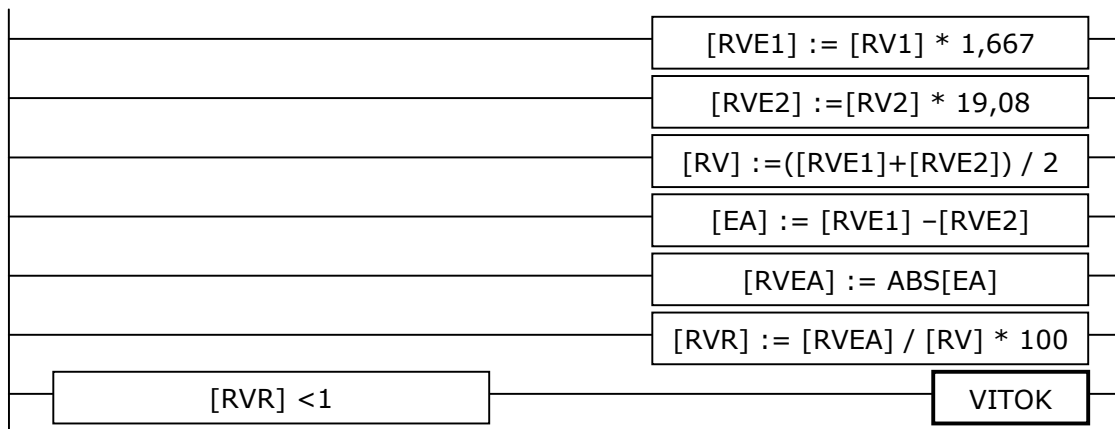 [RVE1] := [RV1] * 1,667
[RVE2] :=[RV2] * 19,08
[RV] :=([RVE1]+[RVE2]) / 2
[EA] := [RVE1] –[RVE2]
[RVEA] := ABS[EA]
[RVR] := [RVEA] / [RV] * 100
[RVR] <1 VITOK